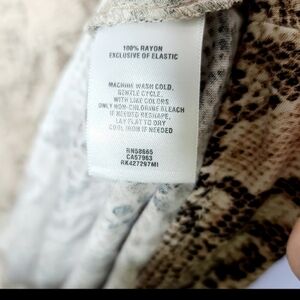 100% RAYON
EXCLUSIVE OF ELASTIC
MACHINE WASH COLD,
GENTLE CYCLE,
WITH LIKE COLORS
ONLY NON-CHLORINE BLEACH
IF NEEDED RESHAPE,
LAY FLAT TO DRY
COOL IRON IF NEEDED
RN58665
CA57963
RK427297MI